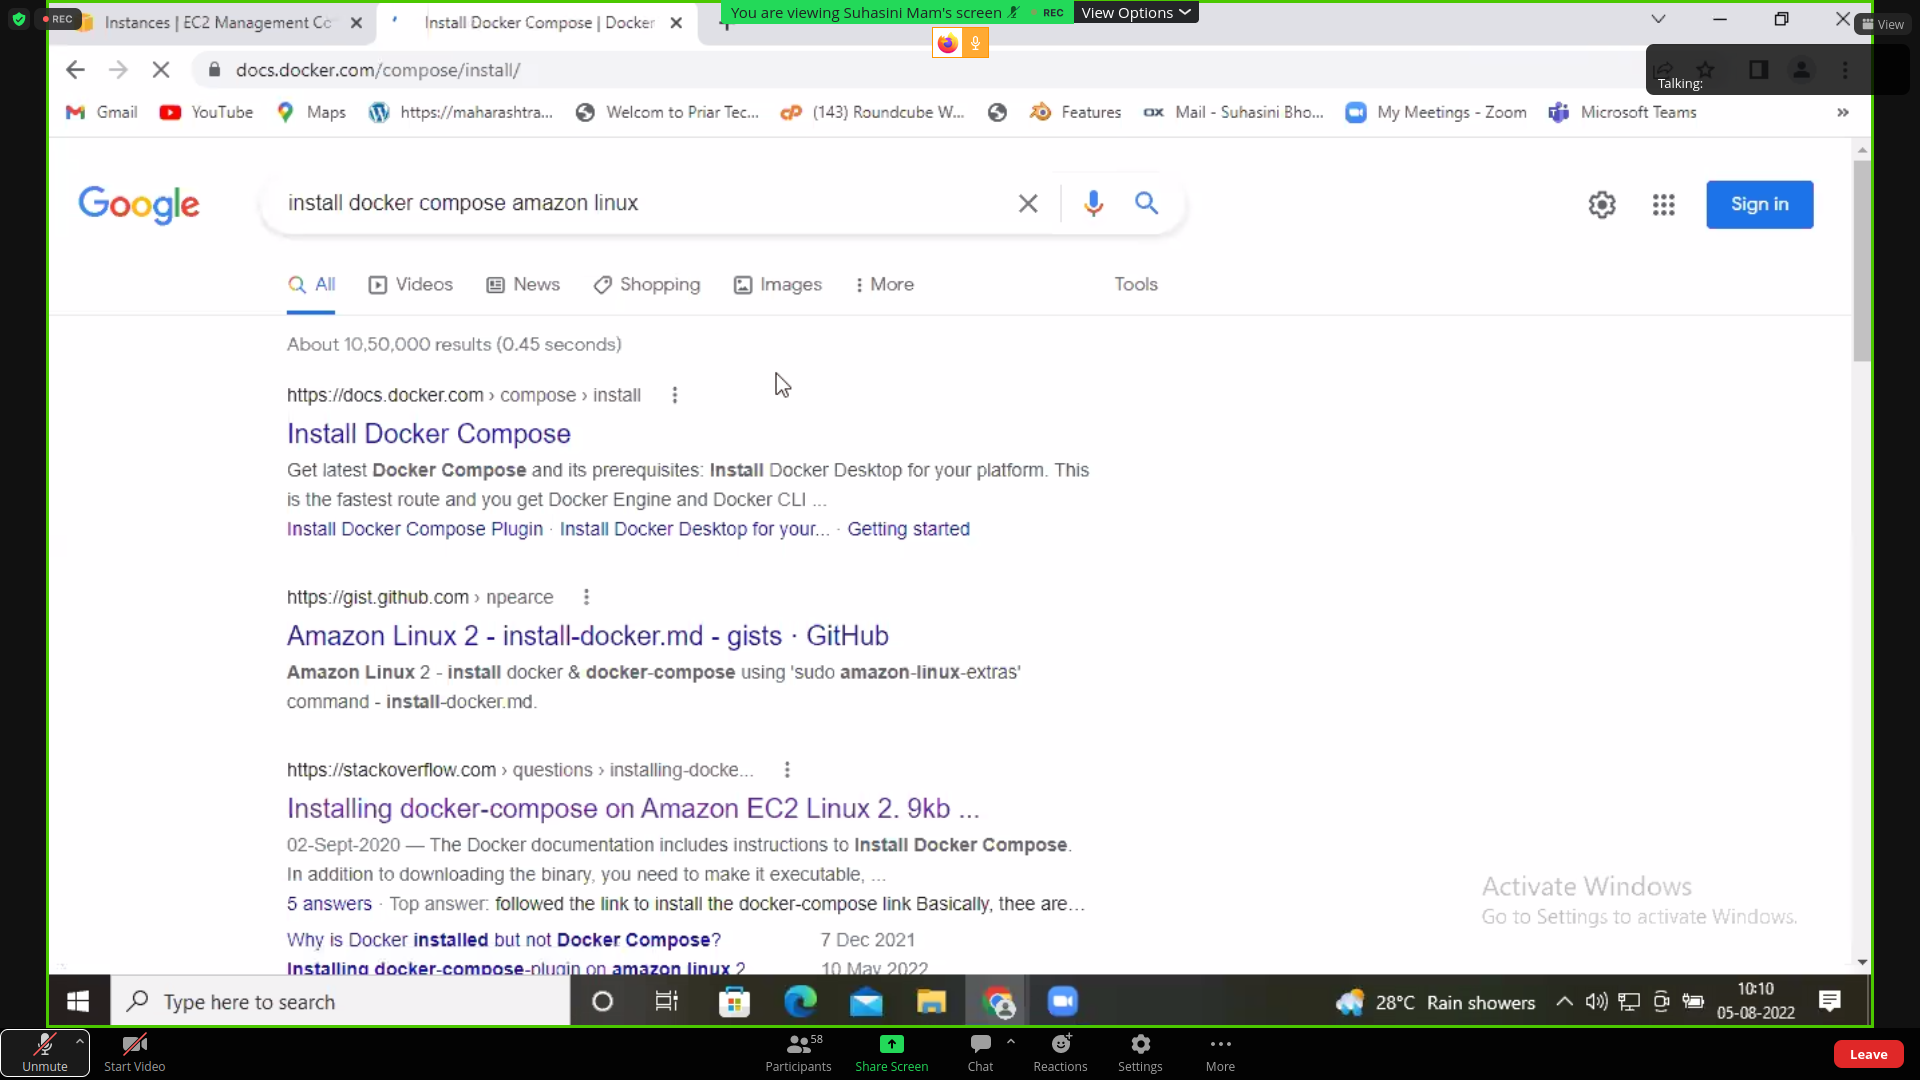 REC
Instances | EC2 Management Co
Install Docker Compose | Docker
You are viewing Suhasini Mam's screen
REC
View Options
View
docs.docker.com/compose/install/
Talking:
Gmail
YouTube
Maps
https://maharashtra...
Welcom to Priar Tec...
(143) Roundcube W...
Features
Mail - Suhasini Bho...
My Meetings - Zoom
Microsoft Teams
»
Google
install docker compose amazon linux
Sign in
All
Videos
News
Shopping
Images
More
Tools
About 10,50,000 results (0.45 seconds)
https://docs.docker.com › compose › install
Install Docker Compose
Get latest Docker Compose and its prerequisites: Install Docker Desktop for your platform. This
is the fastest route and you get Docker Engine and Docker CLI ...
Install Docker Compose Plugin · Install Docker Desktop for your... · Getting started
https://gist.github.com › npearce
Amazon Linux 2 - install-docker.md - gists · GitHub
Amazon Linux 2 - install docker & docker-compose using 'sudo amazon-linux-extras'
command - install-docker.md.
https://stackoverflow.com › questions › installing-docke...
Installing docker-compose on Amazon EC2 Linux 2. 9kb ...
02-Sept-2020 — The Docker documentation includes instructions to Install Docker Compose.
In addition to downloading the binary, you need to make it executable, ...
5 answers · Top answer: followed the link to install the docker-compose link Basically, thee are...
Why is Docker installed but not Docker Compose? 7 Dec 2021
Installing docker-compose-plugin on amazon linux 2 10 May 2022
Activate Windows
Go to Settings to activate Windows.
Type here to search
28°C Rain showers
10:10
05-08-2022
Unmute
Start Video
58
Participants
Share Screen
Chat
Reactions
Settings
More
Leave